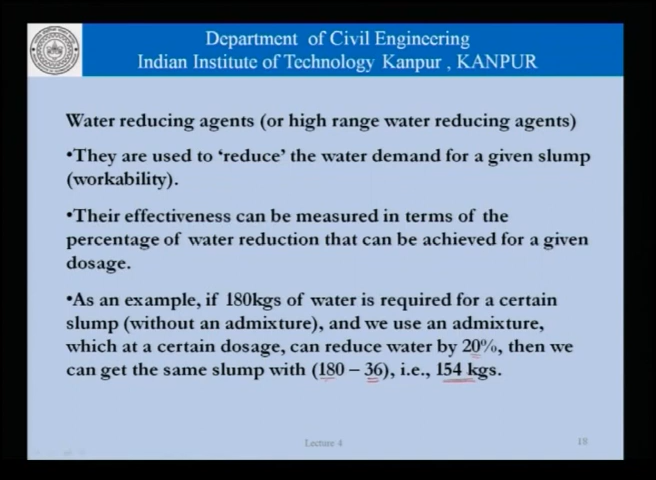 Department of Civil Engineering
Indian Institute of Technology Kanpur , KANPUR
Water reducing agents (or high range water reducing agents)
•They are used to ‘reduce’ the water demand for a given slump
(workability).
•Their effectiveness can be measured in terms of the
percentage of water reduction that can be achieved for a given
dosage.
•As an example, if 180kgs of water is required for a certain
slump (without an admixture), and we use an admixture,
which at a certain dosage, can reduce water by 20%, then we
can get the same slump with (180 – 36), i.e., 154 kgs.
Lecture 4
18